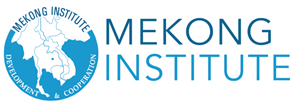 MEKONG INSTITUTE
DEVELOPMENT & COOPERATION
MEKONG
INSTITUTE